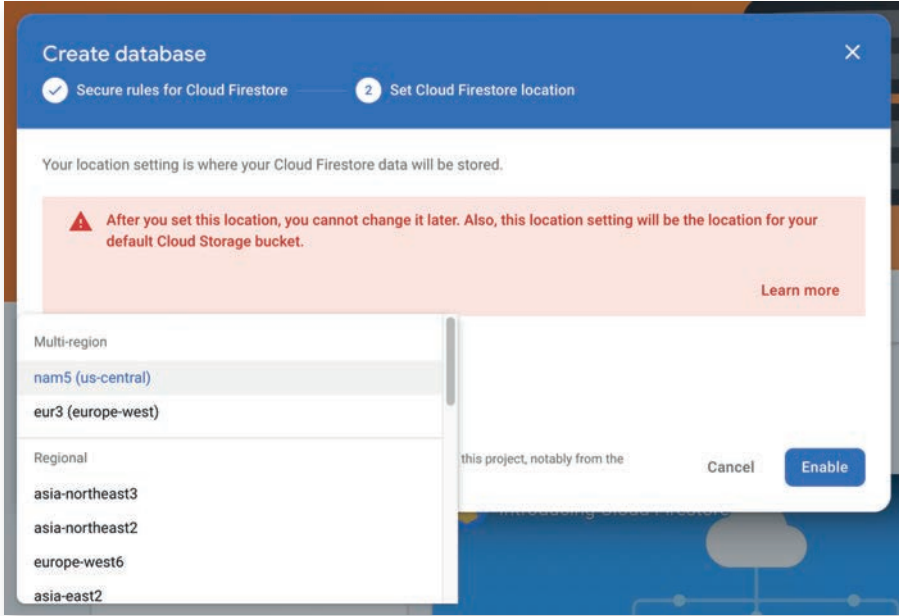 Create database
Secure rules for Cloud Firestore
2 Set Cloud Firestore location
Your location setting is where your Cloud Firestore data will be stored.
After you set this location, you cannot change it later. Also, this location setting will be the location for your
default Cloud Storage bucket.
Learn more
Multi-region
nam5 (us-central)
eur3 (europe-west)
Regional
asia-northeast3
asia-northeast2
europe-west6
asia-east2
this project, notably from the
Cancel
Enable
Introducing Cloud Firestore